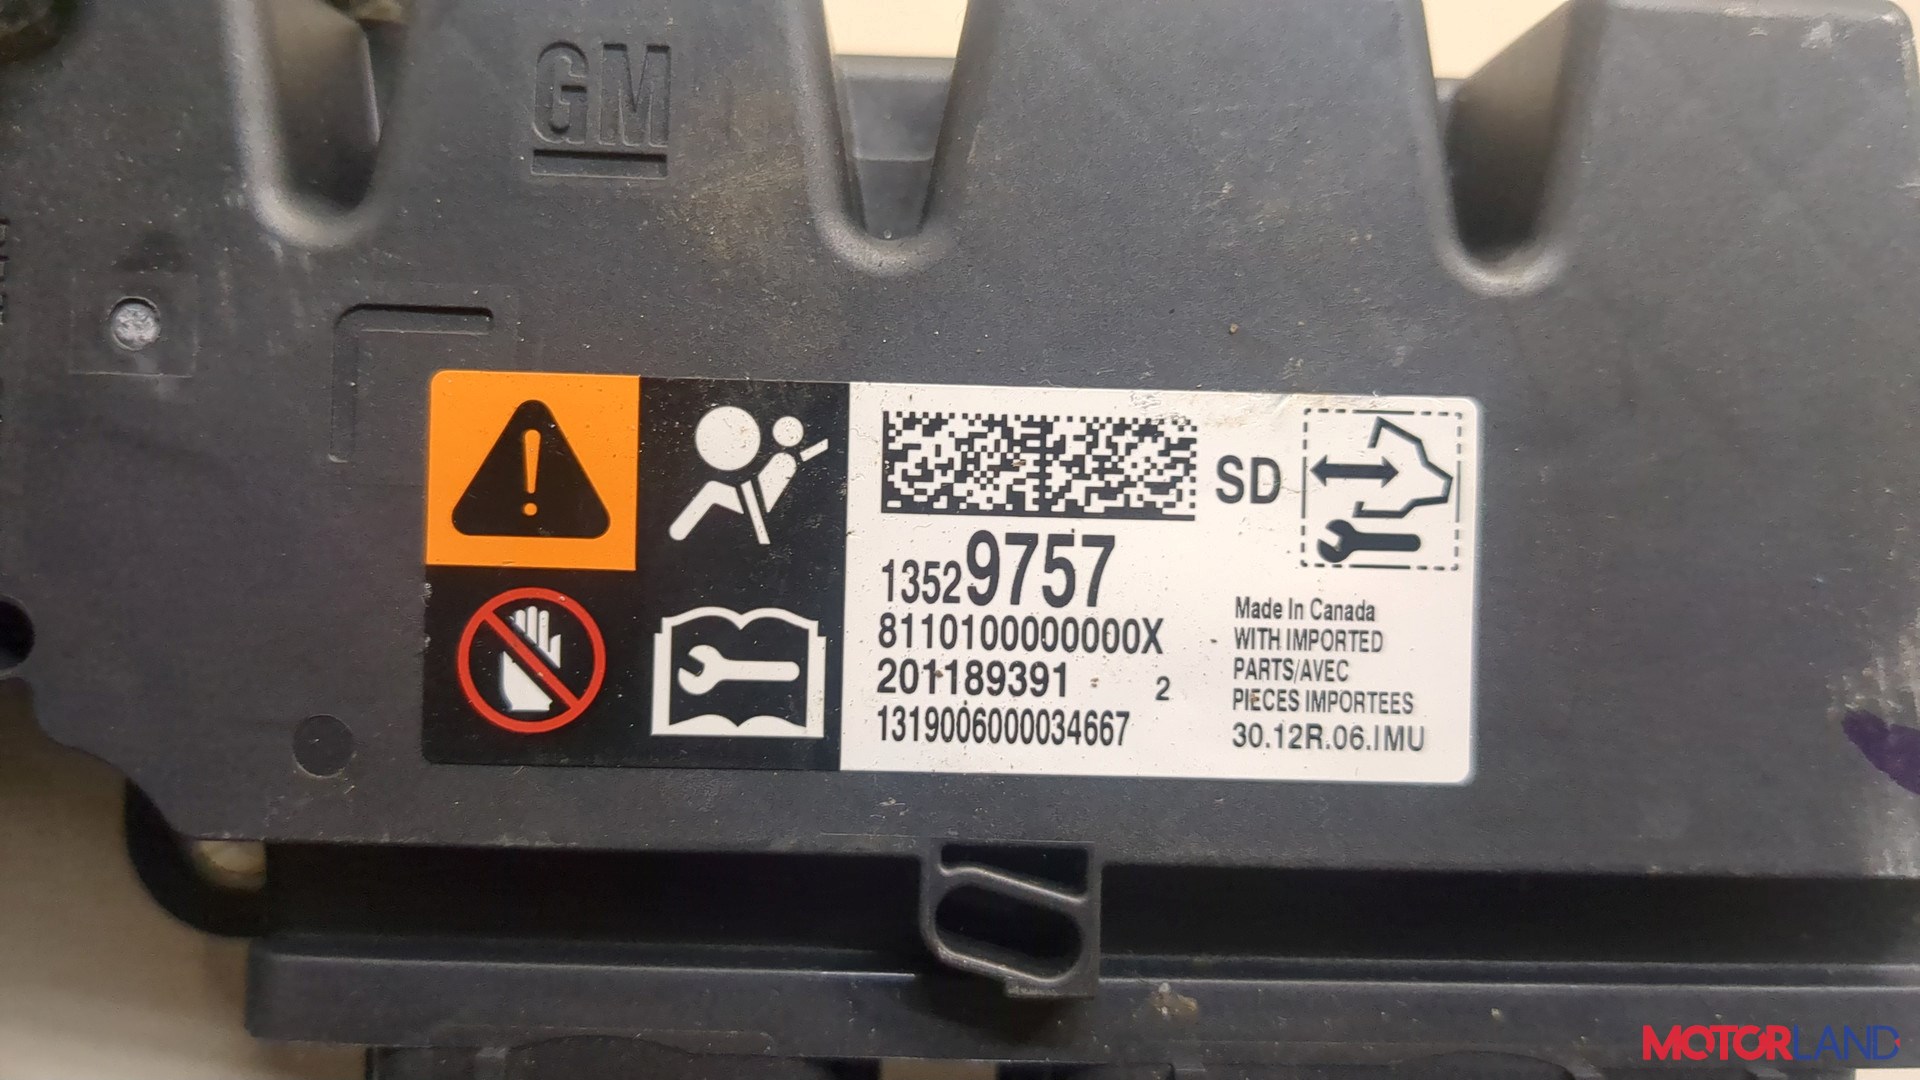 GM
SD
13529757
8110100000000X
201189391 2
1319006000034667
Made In Canada
WITH IMPORTED
PARTS/AVEC
PIECES IMPORTEES
30.12R.06.IMU
MOTORLAND